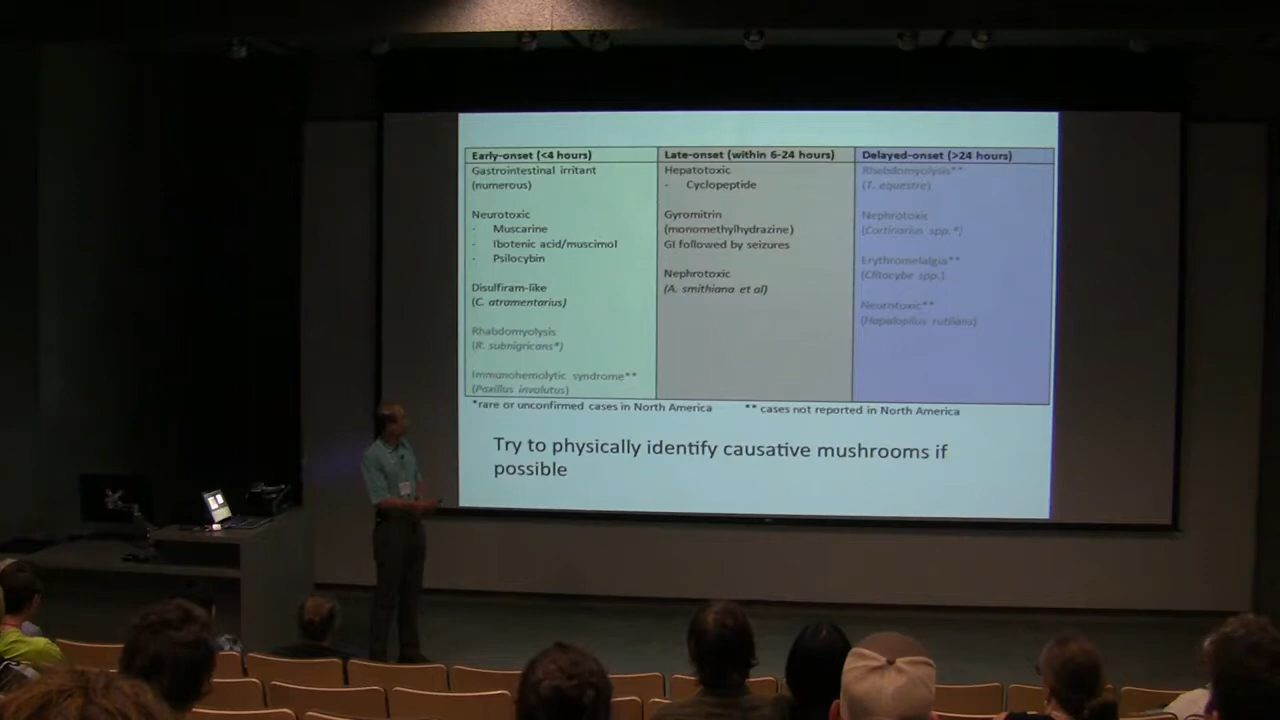 Early-onset (<4 hours)
Gastrointestinal irritant
(numerous)
Neurotoxic
- Muscarine
- Ibotenic acid/muscimol
- Psilocybin
Disulfiram-like
(C. atramentarius)
Rhabdomyolysis
(R. subnigricans*)
Immunohemolytic syndrome**
(Paxillus involutus)
Late-onset (within 6-24 hours)
Hepatotoxic
- Cyclopeptide
Gyromitrin
(monomethylhydrazine)
GI followed by seizures
Nephrotoxic
(A. smithiana et al)
Delayed-onset (>24 hours)
Rhabdomyolysis**
(T. equestre)
Nephrotoxic
(Cortinarius spp.*)
Erythromelalgia**
(Clitocybe spp.)
Neurotoxic**
(Hapalopilus rutilans)
*rare or unconfirmed cases in North America
** cases not reported in North America
Try to physically identify causative mushrooms if
possible